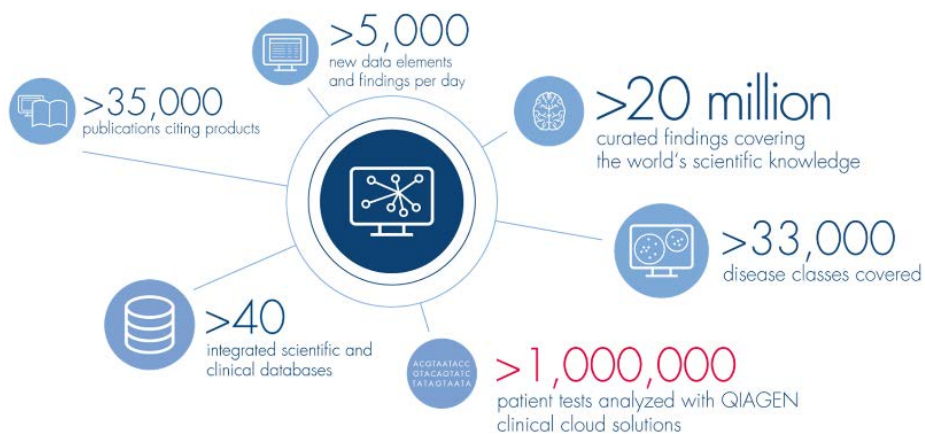 >5,000
new data elements
and findings per day
>35,000
publications citing products
>20 million
curated findings covering
the world's scientific knowledge
>33,000
disease classes covered
>40
integrated scientific and
clinical databases
ACGTAATACC
GTACAGTATC
TATAGTAATA
>1,000,000
patient tests analyzed with QIAGEN
clinical cloud solutions